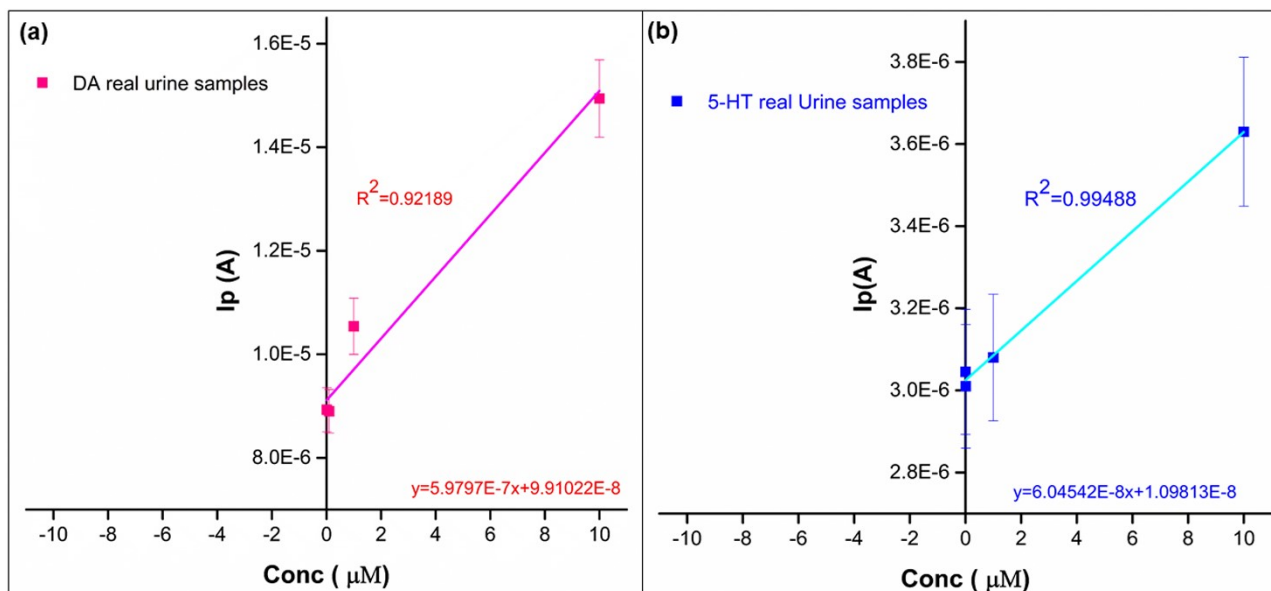 (a)
1.6E-5
DA real urine samples
1.4E-5
R²=0.92189
1.2E-5
Ip (A)
1.0E-5
8.0E-6
y=5.9797E-7x+9.91022E-8
-10 -8 -6 -4 -2 0 2 4 6 8 10
Conc ( μM)
(b)
3.8E-6
5-HT real Urine samples
3.6E-6
R²=0.99488
3.4E-6
Ip(A)
3.2E-6
3.0E-6
2.8E-6
y=6.04542E-8x+1.09813E-8
-10 -8 -6 -4 -2 0 2 4 6 8 10
Conc ( μM)